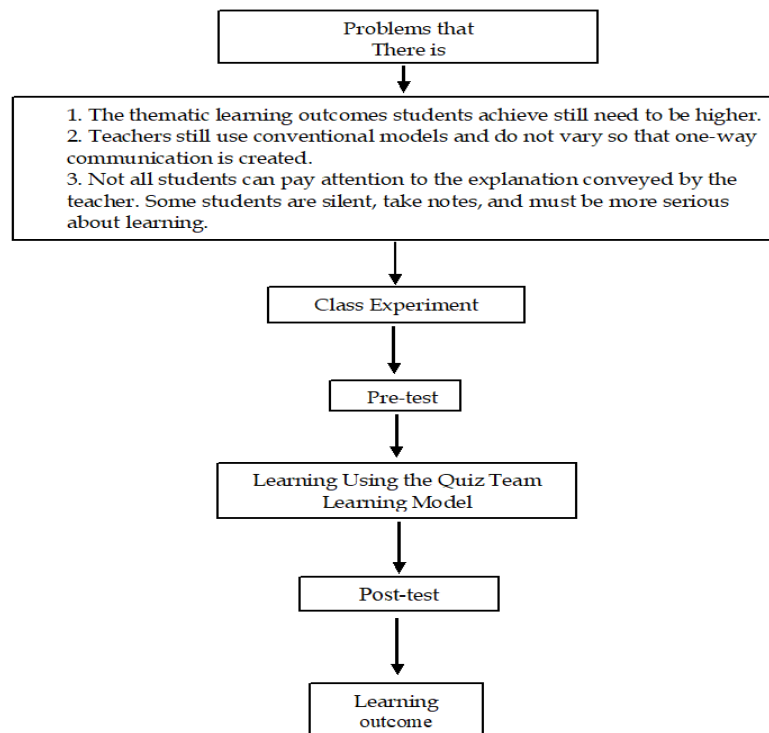 Problems that
There is
1. The thematic learning outcomes students achieve still need to be higher.
2. Teachers still use conventional models and do not vary so that one-way
communication is created.
3. Not all students can pay attention to the explanation conveyed by the
teacher. Some students are silent, take notes, and must be more serious
about learning.
Class Experiment
Pre-test
Learning Using the Quiz Team
Learning Model
Post-test
Learning
outcome